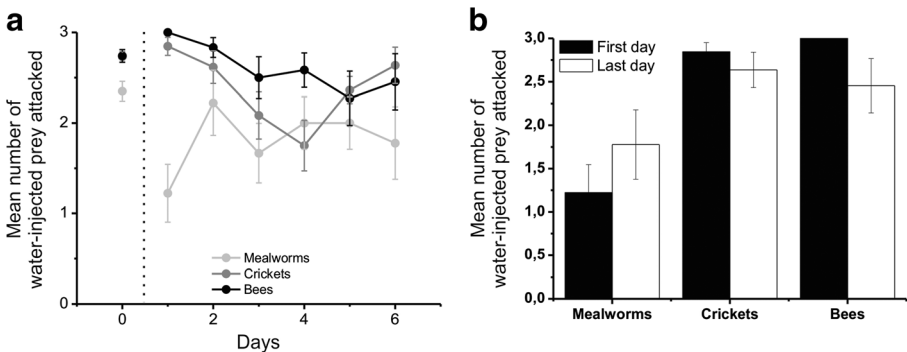 a
Mean number of
water-injected prey attacked
3
2
1
0
Mealworms
Crickets
Bees
0
2
4
6
Days
b
Mean number of
water-injected prey attacked
3,0
2,5
2,0
1,5
1,0
0,5
0,0
First day
Last day
Mealworms
Crickets
Bees